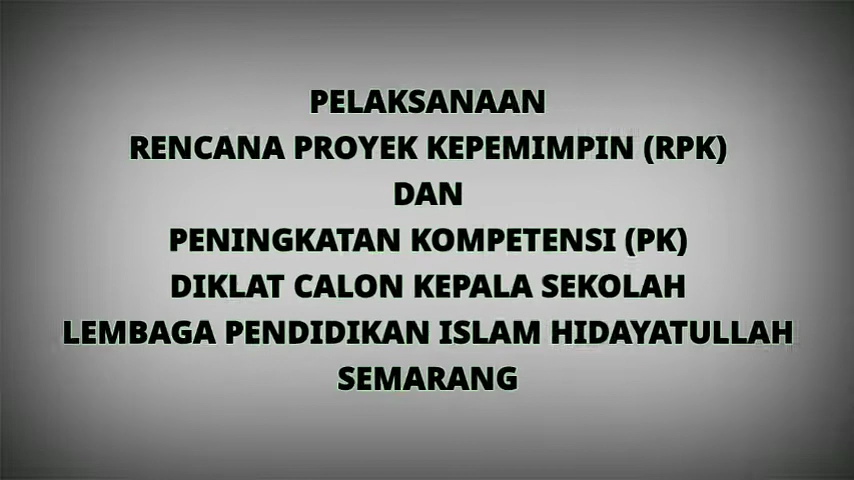 PELAKSANAAN
RENCANA PROYEK KEPEMIMPIN (RPK)
DAN
PENINGKATAN KOMPETENSI (PK)
DIKLAT CALON KEPALA SEKOLAH
LEMBAGA PENDIDIKAN ISLAM HIDAYATULLAH
SEMARANG